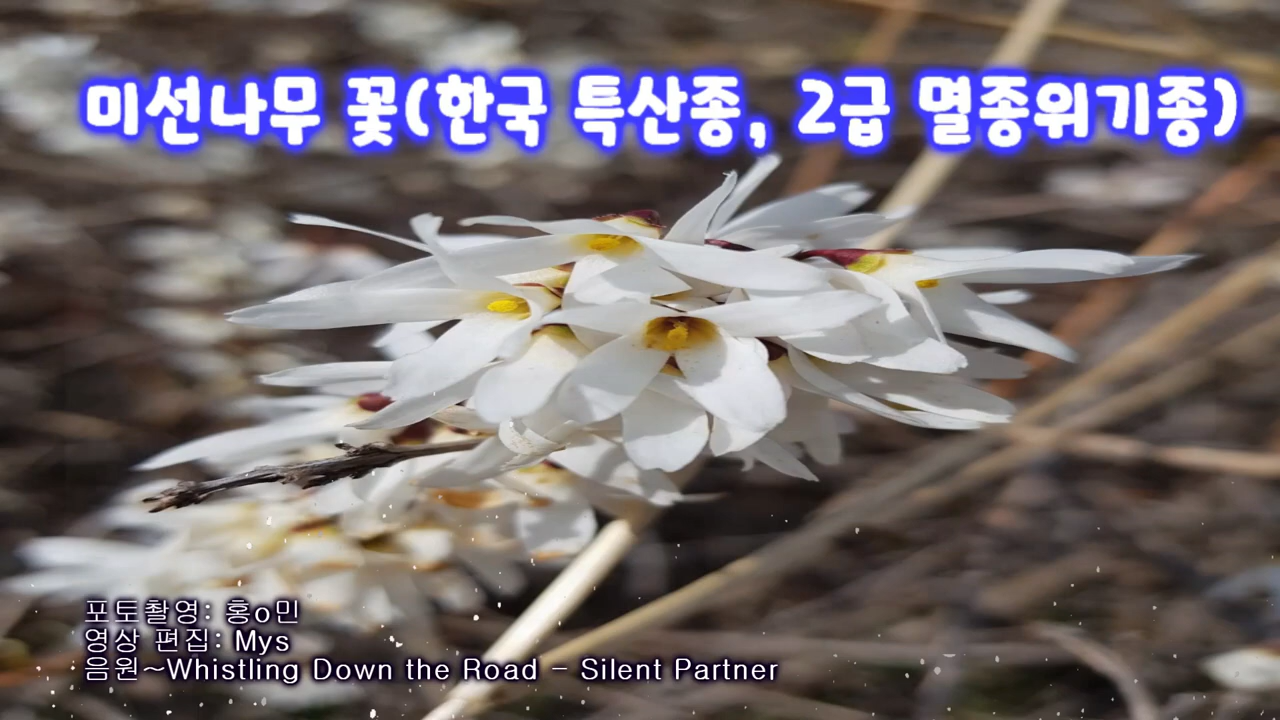 미선나무 꽃(한국 특산종, 2급 멸종위기종)
포토촬영: 홍o민
영상 편집: Mys
음원~Whistling Down the Road - Silent Partner